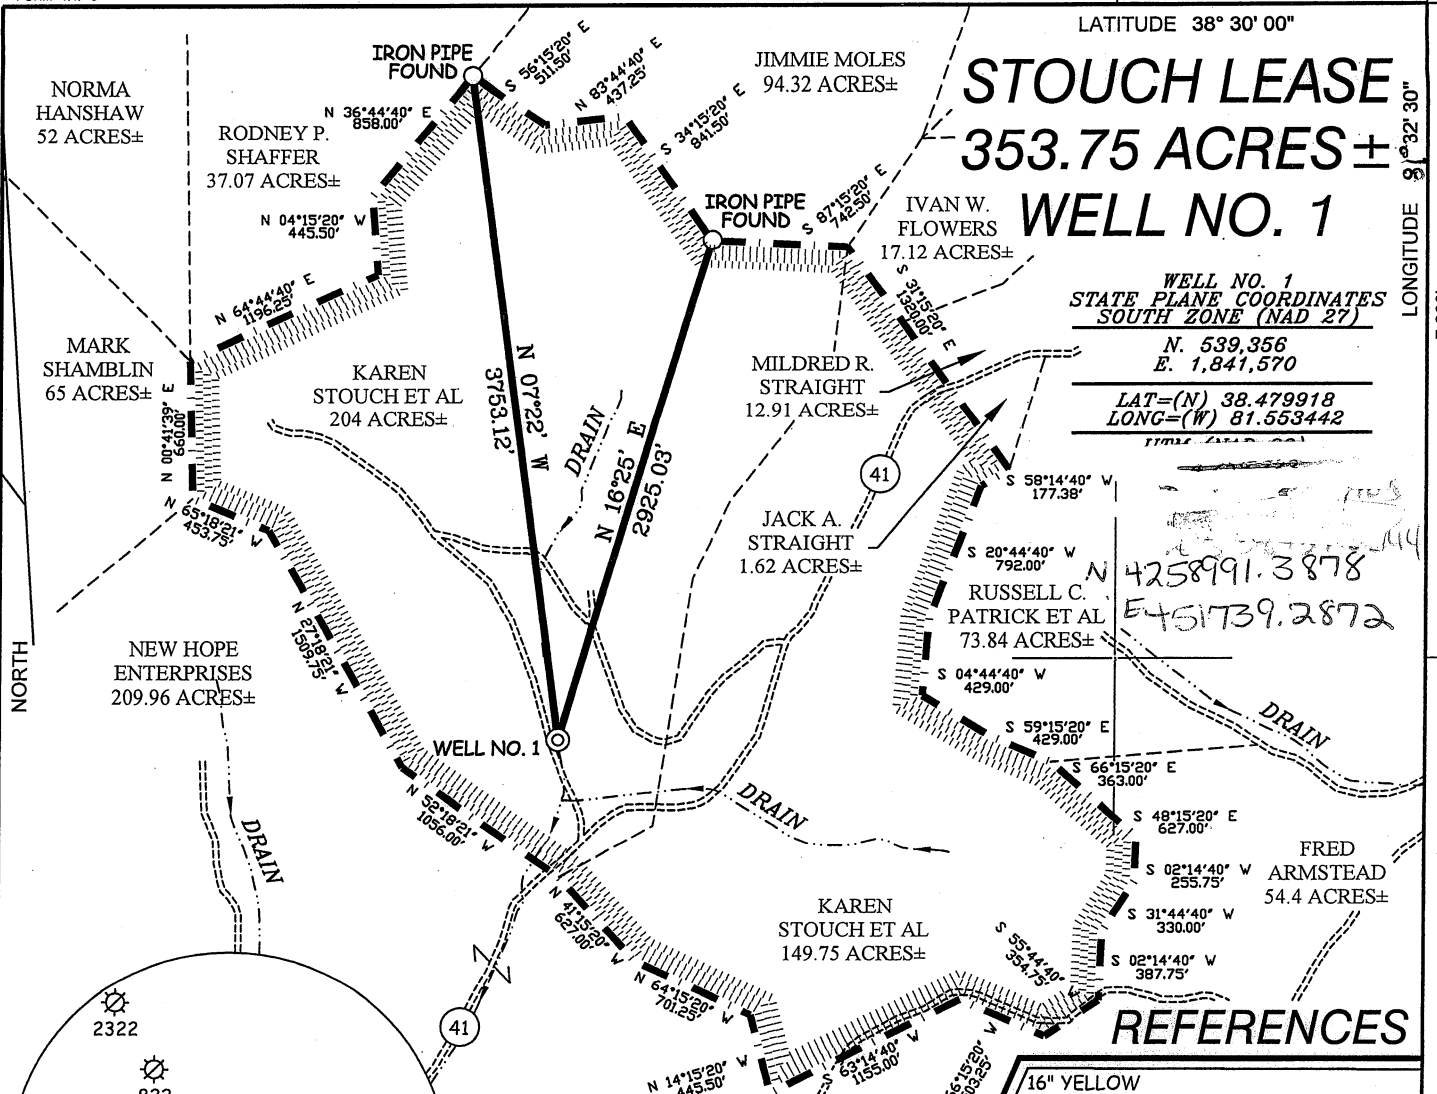 LATITUDE 38° 30' 00"
STOUCH LEASE
353.75 ACRES±
WELL NO. 1
LONGITUDE 81°32' 30"
WELL NO. 1
STATE PLANE COORDINATES
SOUTH ZONE (NAD 27)
N. 539,356
E. 1,841,570
LAT=(N) 38.479918
LONG=(W) 81.553442
N 4258991.3878
E 451739.2872
NORMA
HANSHAW
52 ACRES±
RODNEY P.
SHAFFER
37.07 ACRES±
IRON PIPE
FOUND
JIMMIE MOLES
94.32 ACRES±
IRON PIPE
FOUND
IVAN W.
FLOWERS
17.12 ACRES±
N 36°44'40" E
858.00'
S 56°15'20" E
511.50'
N 83°44'40" E
437.25'
S 34°15'20" E
841.50'
S 87°15'20" E
742.50'
N 04°15'20" W
445.50'
N 64°44'40" E
1196.25'
S 31°15'20" E
1320.00'
MARK
SHAMBLIN
65 ACRES±
N 00°41'39" E
660.00'
KAREN
STOUCH ET AL
204 ACRES±
N 07°22' W
3753.12'
DRAIN
N 16°25' E
2925.03'
MILDRED R.
STRAIGHT
12.91 ACRES±
41
JACK A.
STRAIGHT
1.62 ACRES±
S 58°14'40" W
177.38'
S 20°44'40" W
792.00'
RUSSELL C.
PATRICK ET AL
73.84 ACRES±
N 65°18'21" W
453.75'
N 27°18'21" W
1509.75'
NORTH
NEW HOPE
ENTERPRISES
209.96 ACRES±
S 04°44'40" W
429.00'
S 59°15'20" E
429.00'
S 66°15'20" E
363.00'
DRAIN
WELL NO. 1
N 52°18'21" W
1056.00'
DRAIN
DRAIN
S 48°15'20" E
627.00'
S 02°14'40" W
255.75'
FRED
ARMSTEAD
54.4 ACRES±
S 31°44'40" W
330.00'
S 02°14'40" W
387.75'
KAREN
STOUCH ET AL
149.75 ACRES±
N 41°15'20" W
627.00'
S 55°44'40" W
354.75'
N 64°15'20" W
701.25'
41
2322
N 14°15'20" W
445.50'
S 63°14'40" W
1155.00'
REFERENCES
16" YELLOW